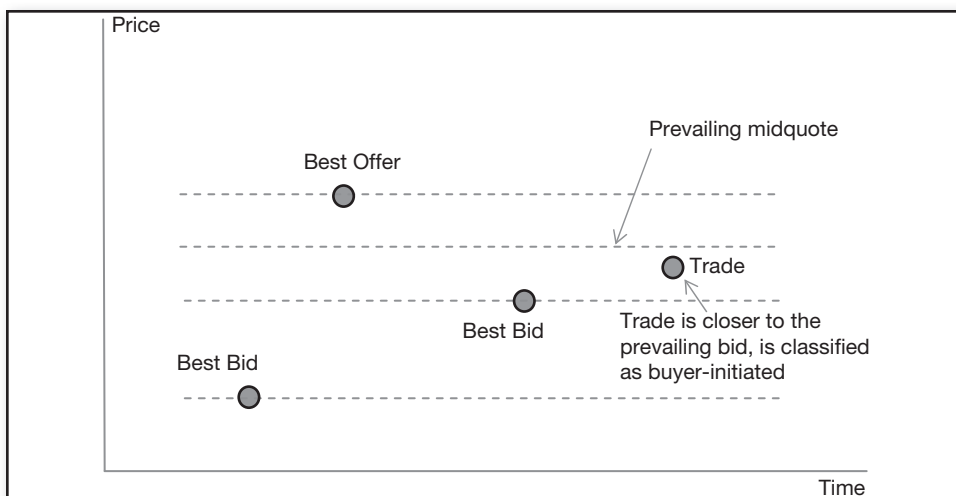 Price
Prevailing midquote
Best Offer
Trade
Best Bid
Trade is closer to the
prevailing bid, is classified
as buyer-initiated
Best Bid
Time